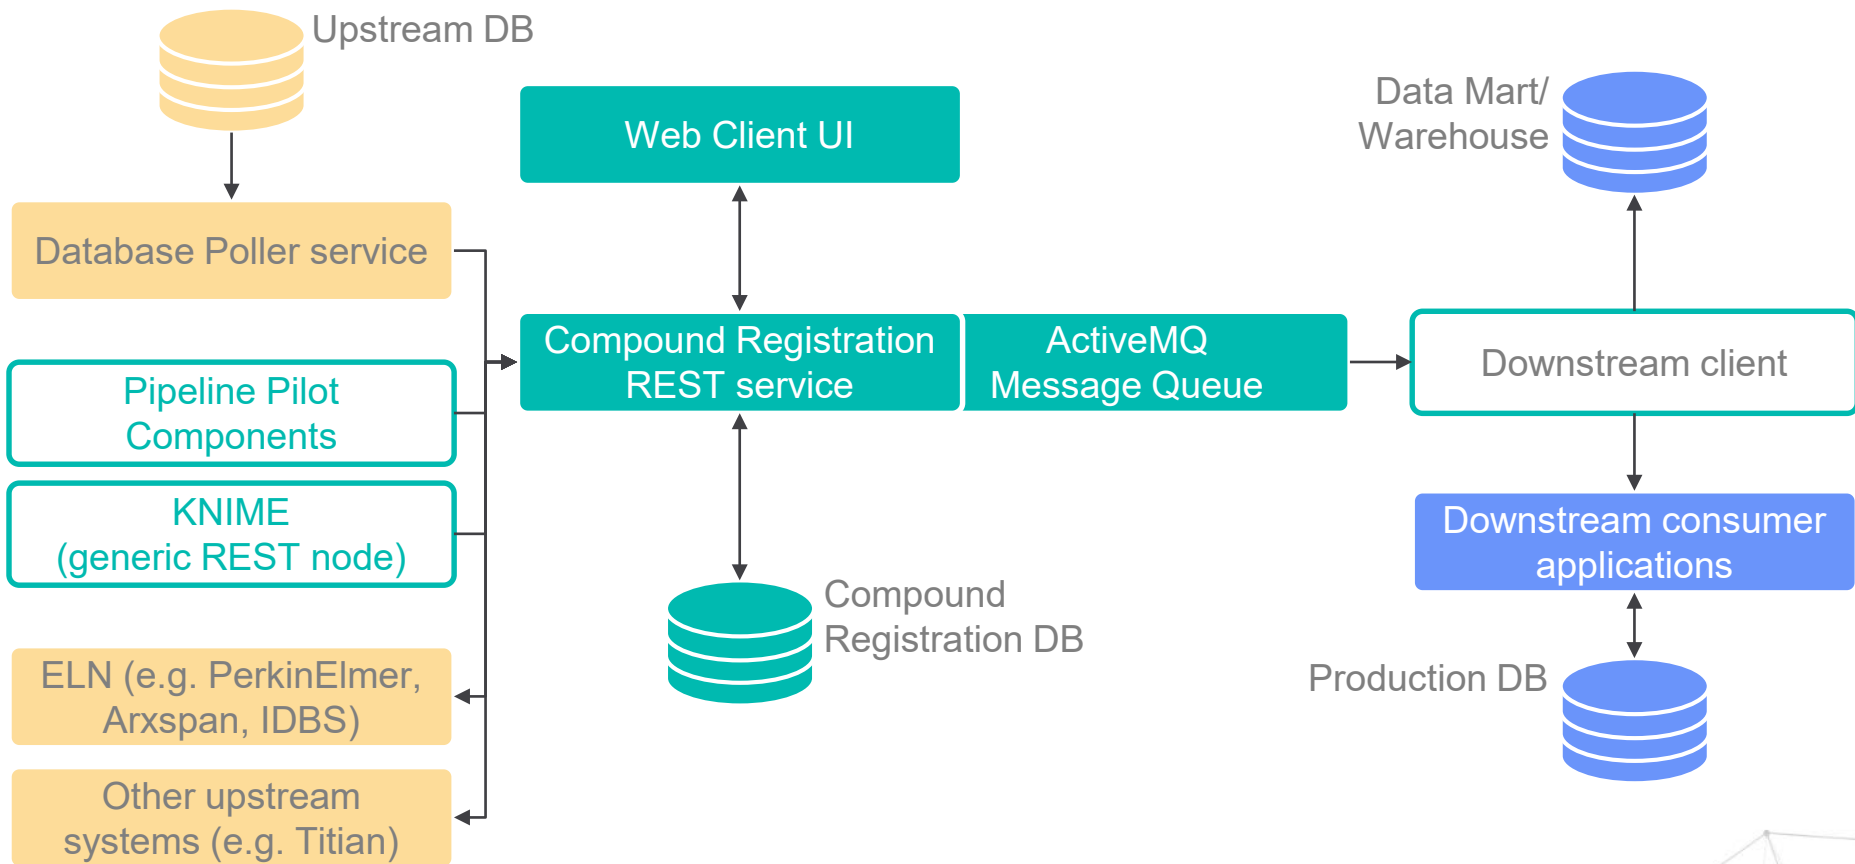 Upstream DB
Database Poller service
Pipeline Pilot
Components
KNIME
(generic REST node)
ELN (e.g. PerkinElmer,
Arxspan, IDBS)
Other upstream
systems (e.g. Titian)
Web Client UI
Compound Registration
REST service
ActiveMQ
Message Queue
Compound
Registration DB
Data Mart/
Warehouse
Downstream client
Downstream consumer
applications
Production DB